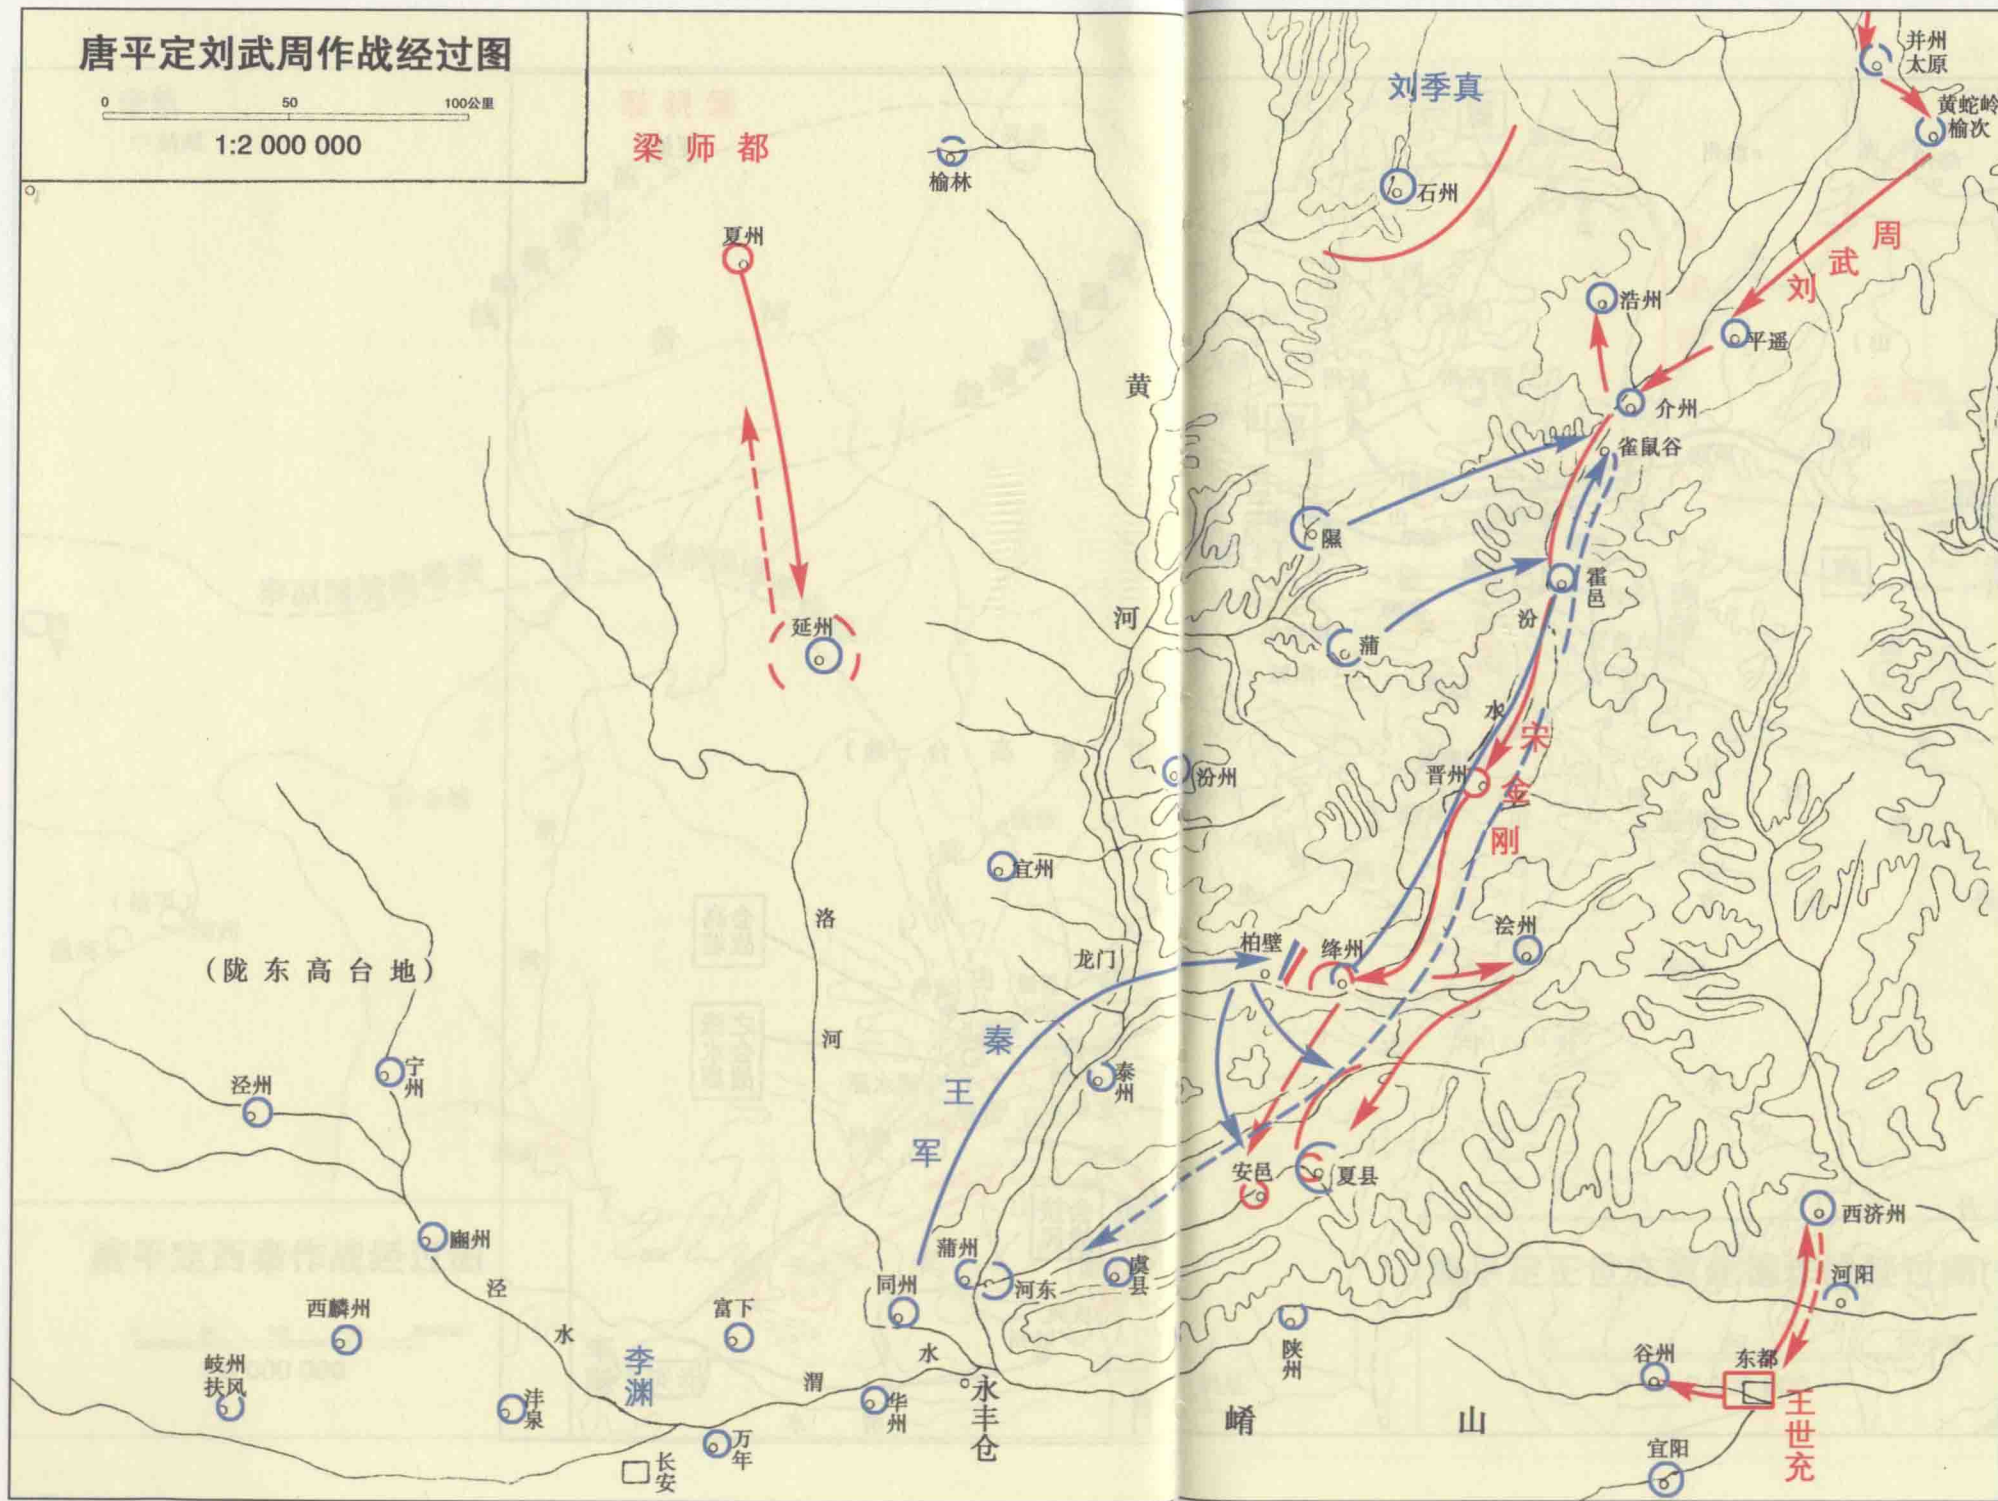 唐平定刘武周作战经过图
0 50 100公里
1:2 000 000
梁师都
榆林
夏州
延州
黄
河
刘季真
石州
并州
太原
黄蛇岭
榆次
周
武
刘
浩州
平遥
介州
雀鼠谷
隰
蒲
霍邑
汾
水
宋
金
刚
晋州
汾州
宜州
洛
河
龙门
柏壁
绛州
浍州
(陇东高台地)
宁州
泾州
秦
王
军
泰州
安邑
夏县
豳州
泾
水
西麟州
岐州
扶风
沣泉
李渊
富下
同州
蒲州
河东
虞县
渭
水
华州
永丰仓
万年
长安
陕州
崤山
西济州
河阳
谷州
东都
王世充
宜阳